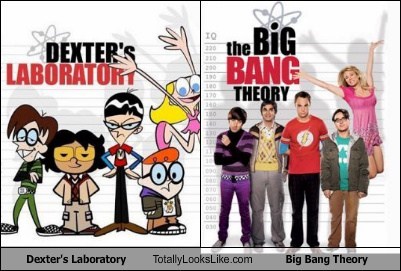 DEXTER's
LABORATORY
the BiG
BANG
THEORY
IQ
Dexter's Laboratory
TotallyLooksLike.com
Big Bang Theory